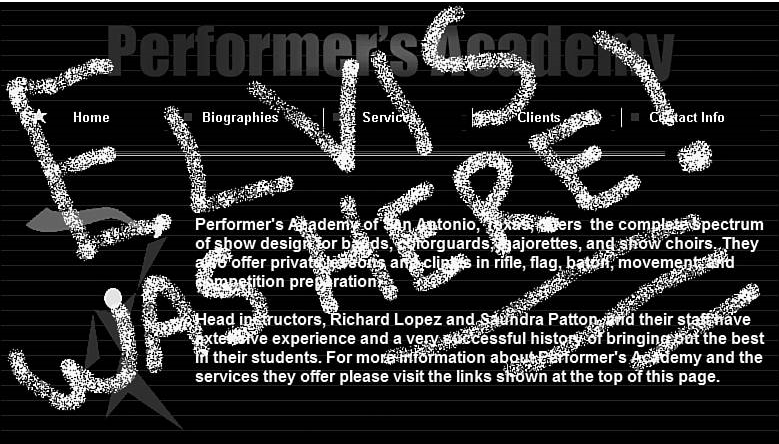 Performer's Academy
ELVIS
WAS HERE!
Home Biographies Services Clients Contact Info
Performer's Academy of San Antonio, Texas, offers the complete spectrum
of show design for bands, colorguards, majorettes, and show choirs. They
also offer private lessons and clinics in rifle, flag, baton, movement, and
competition preparation.
Head instructors, Richard Lopez and Saundra Patton, and their staff have
extensive experience and a very successful history of bringing out the best
in their students. For more information about Performer's Academy and the
services they offer please visit the links shown at the top of this page.